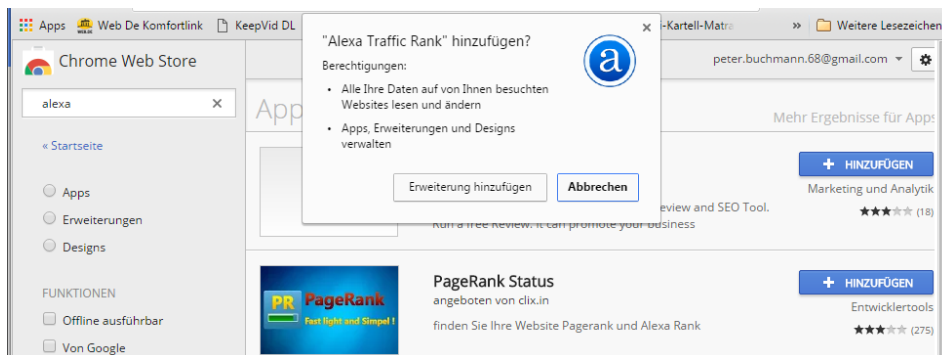 Apps Web De Komfortlink KeepVid DL i-Kartell-Matra » Weitere Lesezeichen
Chrome Web Store
peter.buchmann.68@gmail.com
alexa
« Startseite
Apps
Erweiterungen
Designs
FUNKTIONEN
Offline ausführbar
Von Google
"Alexa Traffic Rank" hinzufügen?
Berechtigungen:
• Alle Ihre Daten auf von Ihnen besuchten
Websites lesen und ändern
• Apps, Erweiterungen und Designs
verwalten
Erweiterung hinzufügen Abbrechen
a
App
Mehr Ergebnisse für Apps
+ HINZUFÜGEN
Marketing und Analytik
(18)
eview and SEO Tool.
Run a free Review. It can promote your business
PR PageRank
Fast light and Simpel !
PageRank Status
angeboten von clix.in
finden Sie Ihre Website Pagerank und Alexa Rank
+ HINZUFÜGEN
Entwicklertools
(275)